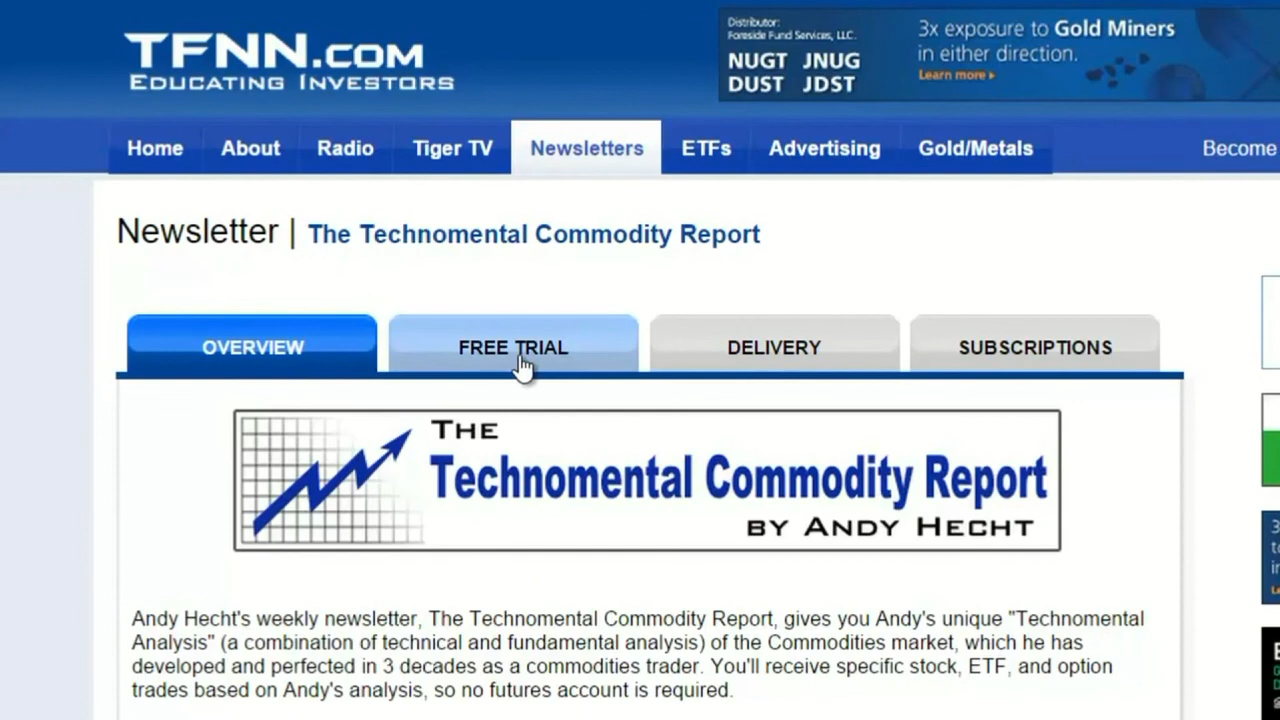 TFNN.COM
EDUCATING INVESTORS
Distributor:
Foreside Fund Services, LLC.
NUGT JNUG
DUST JDST
3x exposure to Gold Miners
in either direction.
Learn more
Home About Radio Tiger TV Newsletters ETFs Advertising Gold/Metals Become
Newsletter | The Technomental Commodity Report
OVERVIEW FREE TRIAL DELIVERY SUBSCRIPTIONS
THE
Technomental Commodity Report
BY ANDY HECHT
Andy Hecht's weekly newsletter, The Technomental Commodity Report, gives you Andy's unique "Technomental
Analysis" (a combination of technical and fundamental analysis) of the Commodities market, which he has
developed and perfected in 3 decades as a commodities trader. You'll receive specific stock, ETF, and option
trades based on Andy's analysis, so no futures account is required.